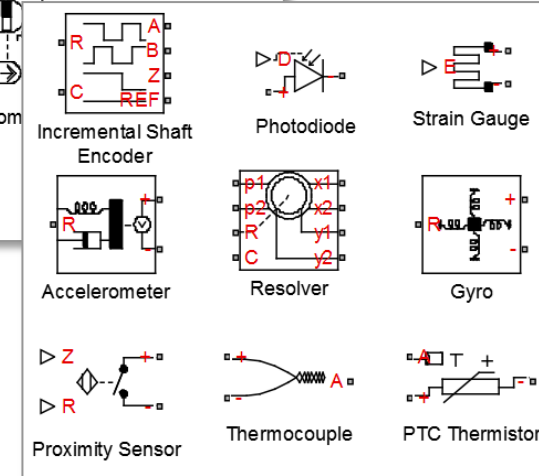 om
R
C
A
B
Z
REF
Incremental Shaft
Encoder
D
+
-
Photodiode
E
+
-
Strain Gauge
R
+
-
V
Accelerometer
p1
p2
R
C
x1
x2
y1
y2
Resolver
R
+
-
Gyro
Z
R
+
-
Proximity Sensor
+
-
A
Thermocouple
A
T
+
+
-
PTC Thermistor